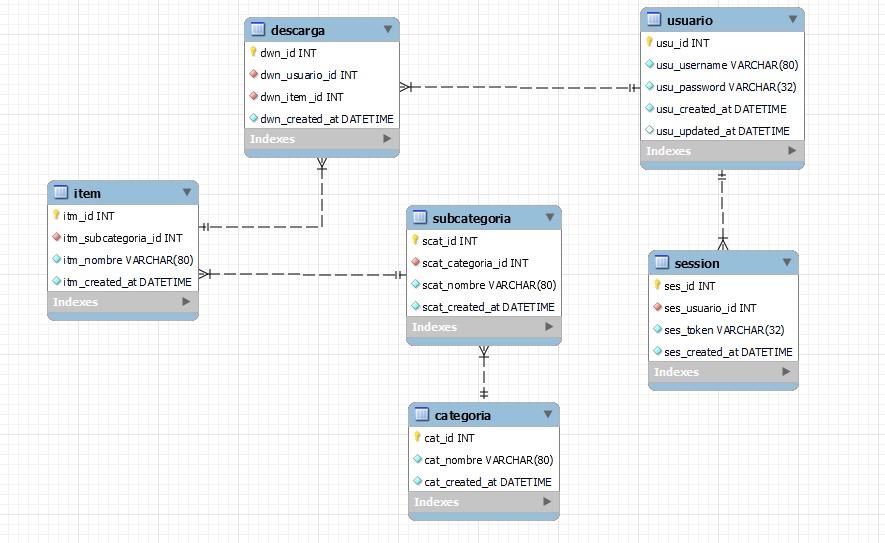 descarga
dwn_id INT
dwn_usuario_id INT
dwn_item_id INT
dwn_created_at DATETIME
Indexes
usuario
usu_id INT
usu_username VARCHAR(80)
usu_password VARCHAR(32)
usu_created_at DATETIME
usu_updated_at DATETIME
Indexes
item
itm_id INT
itm_subcategoria_id INT
itm_nombre VARCHAR(80)
itm_created_at DATETIME
Indexes
subcategoria
scat_id INT
scat_categoria_id INT
scat_nombre VARCHAR(80)
scat_created_at DATETIME
Indexes
session
ses_id INT
ses_usuario_id INT
ses_token VARCHAR(32)
ses_created_at DATETIME
Indexes
categoria
cat_id INT
cat_nombre VARCHAR(80)
cat_created_at DATETIME
Indexes